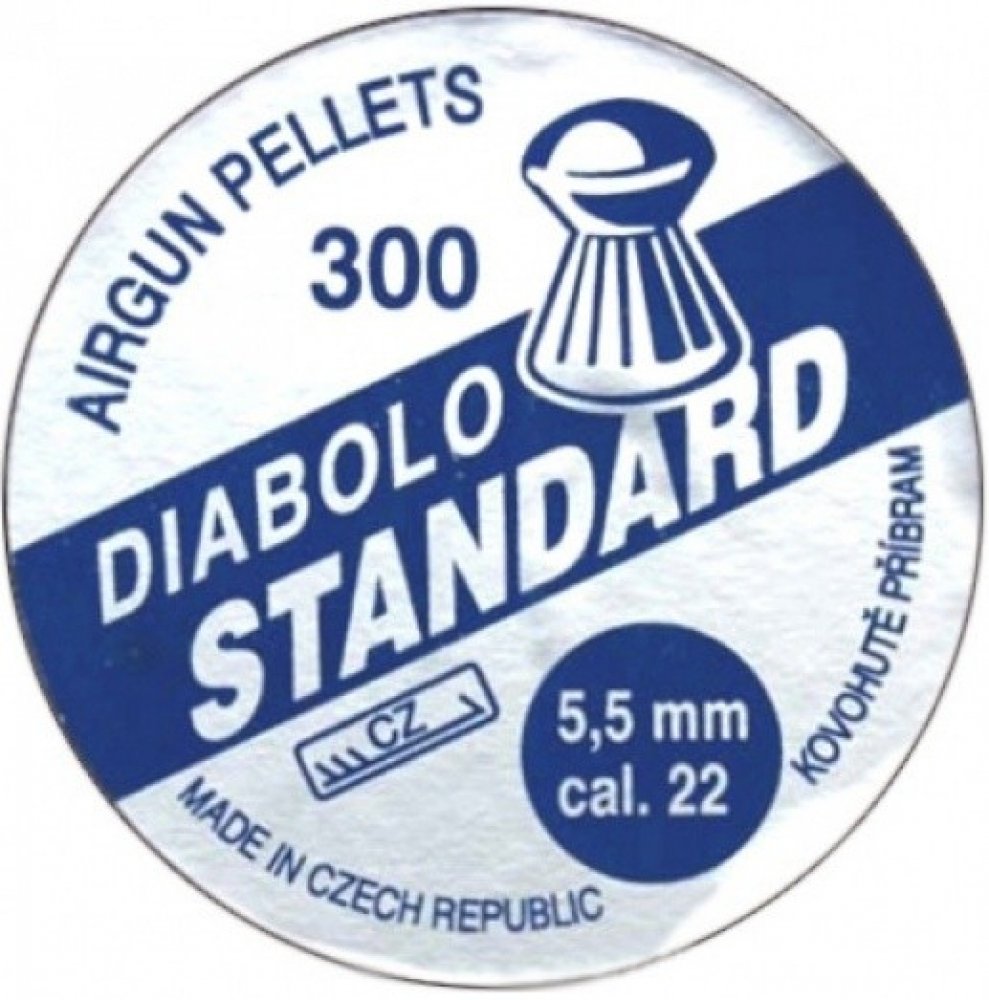 AIRGUN PELLETS
300
DIABOLO
STANDARD
CZ
5,5 mm
cal. 22
KOVOHUTĚ PŘÍBRAM
MADE IN CZECH REPUBLIC